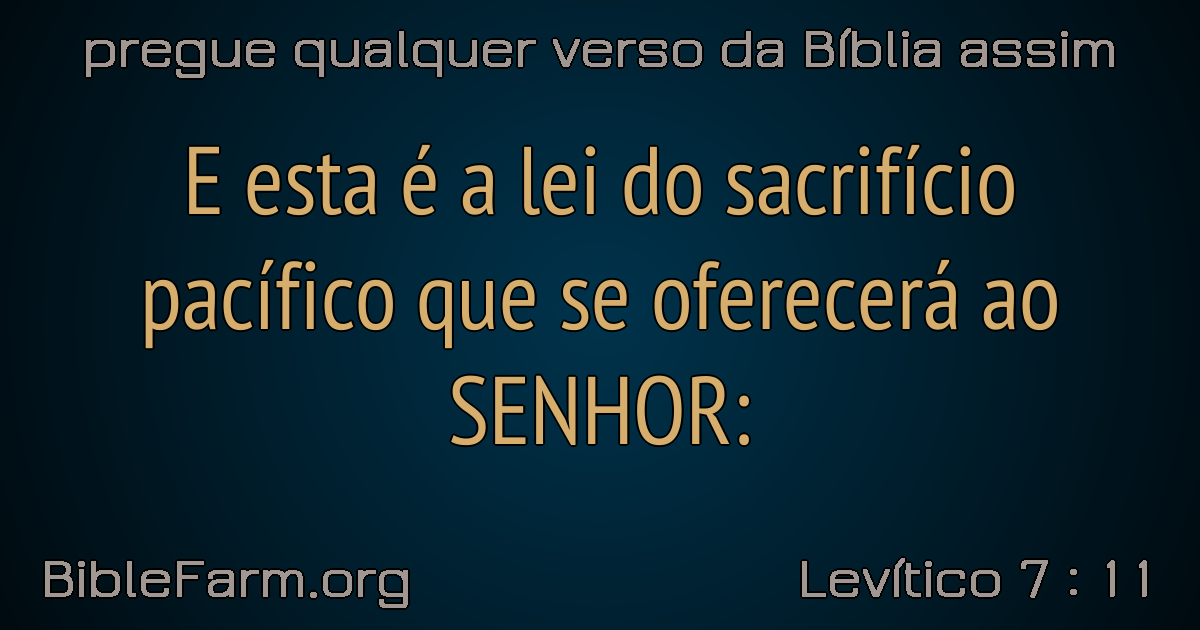 pregue qualquer verso da Bíblia assim
E esta é a lei do sacrifício
pacífico que se oferecerá ao
SENHOR:
BibleFarm.org
Levítico 7 : 11